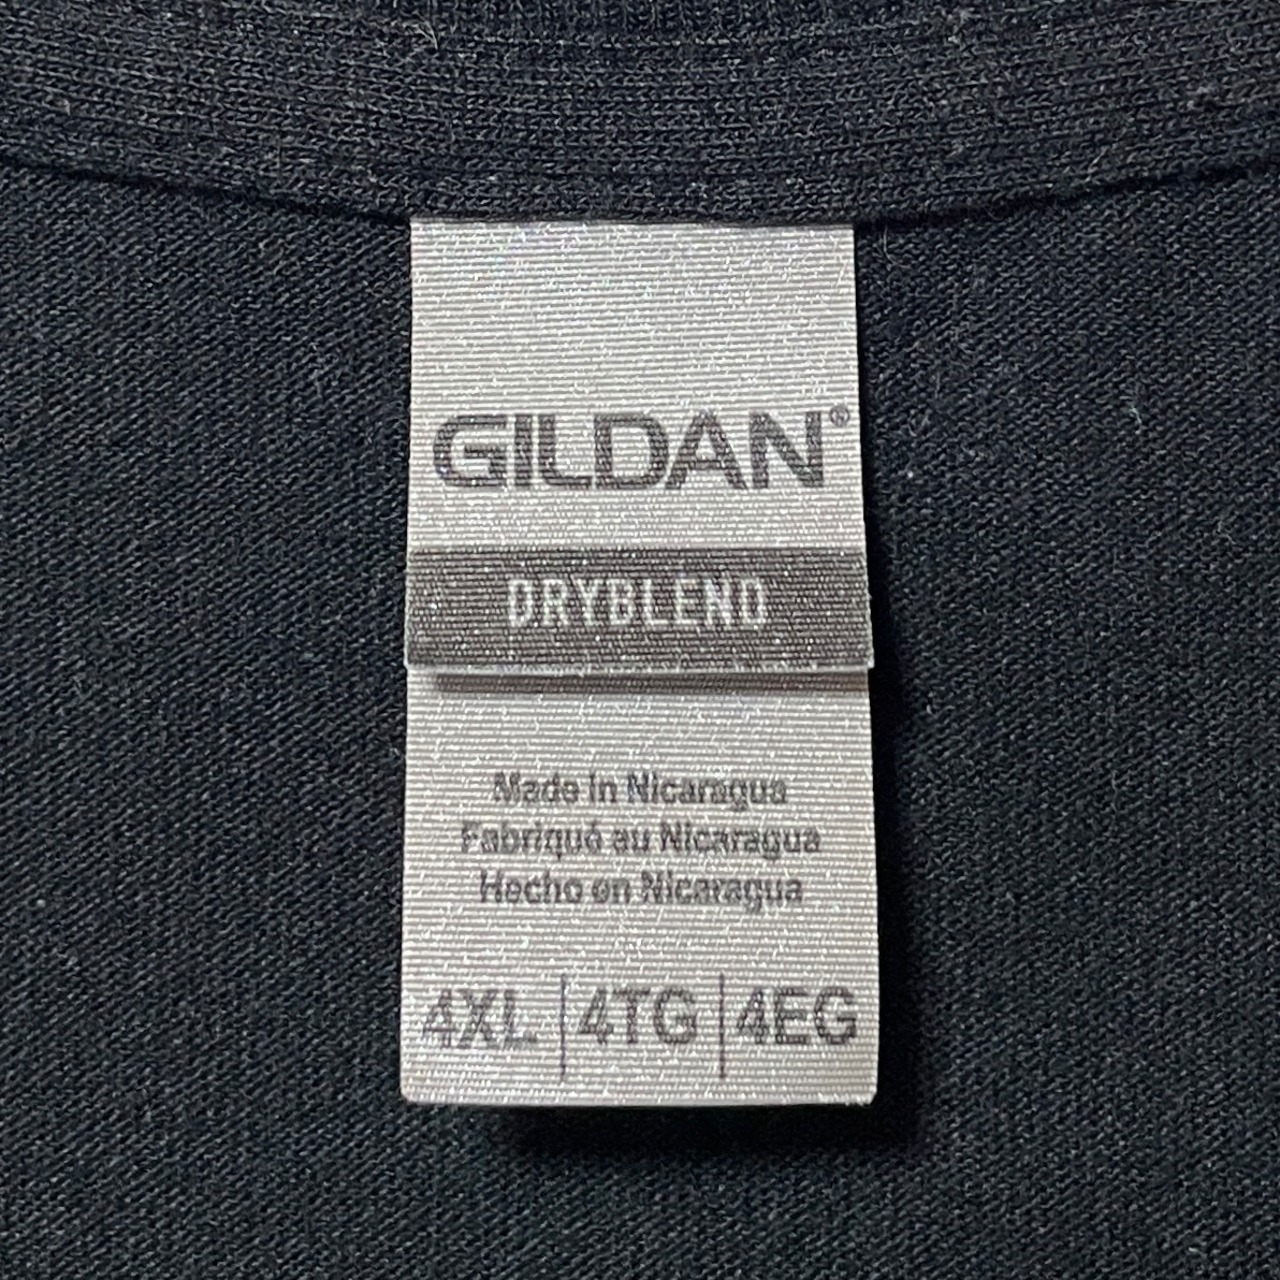 GILDAN®
DRYBLEND
Made in Nicaragua
Fabriqué au Nicaragua
Hecho en Nicaragua
4XL | 4TG | 4EG